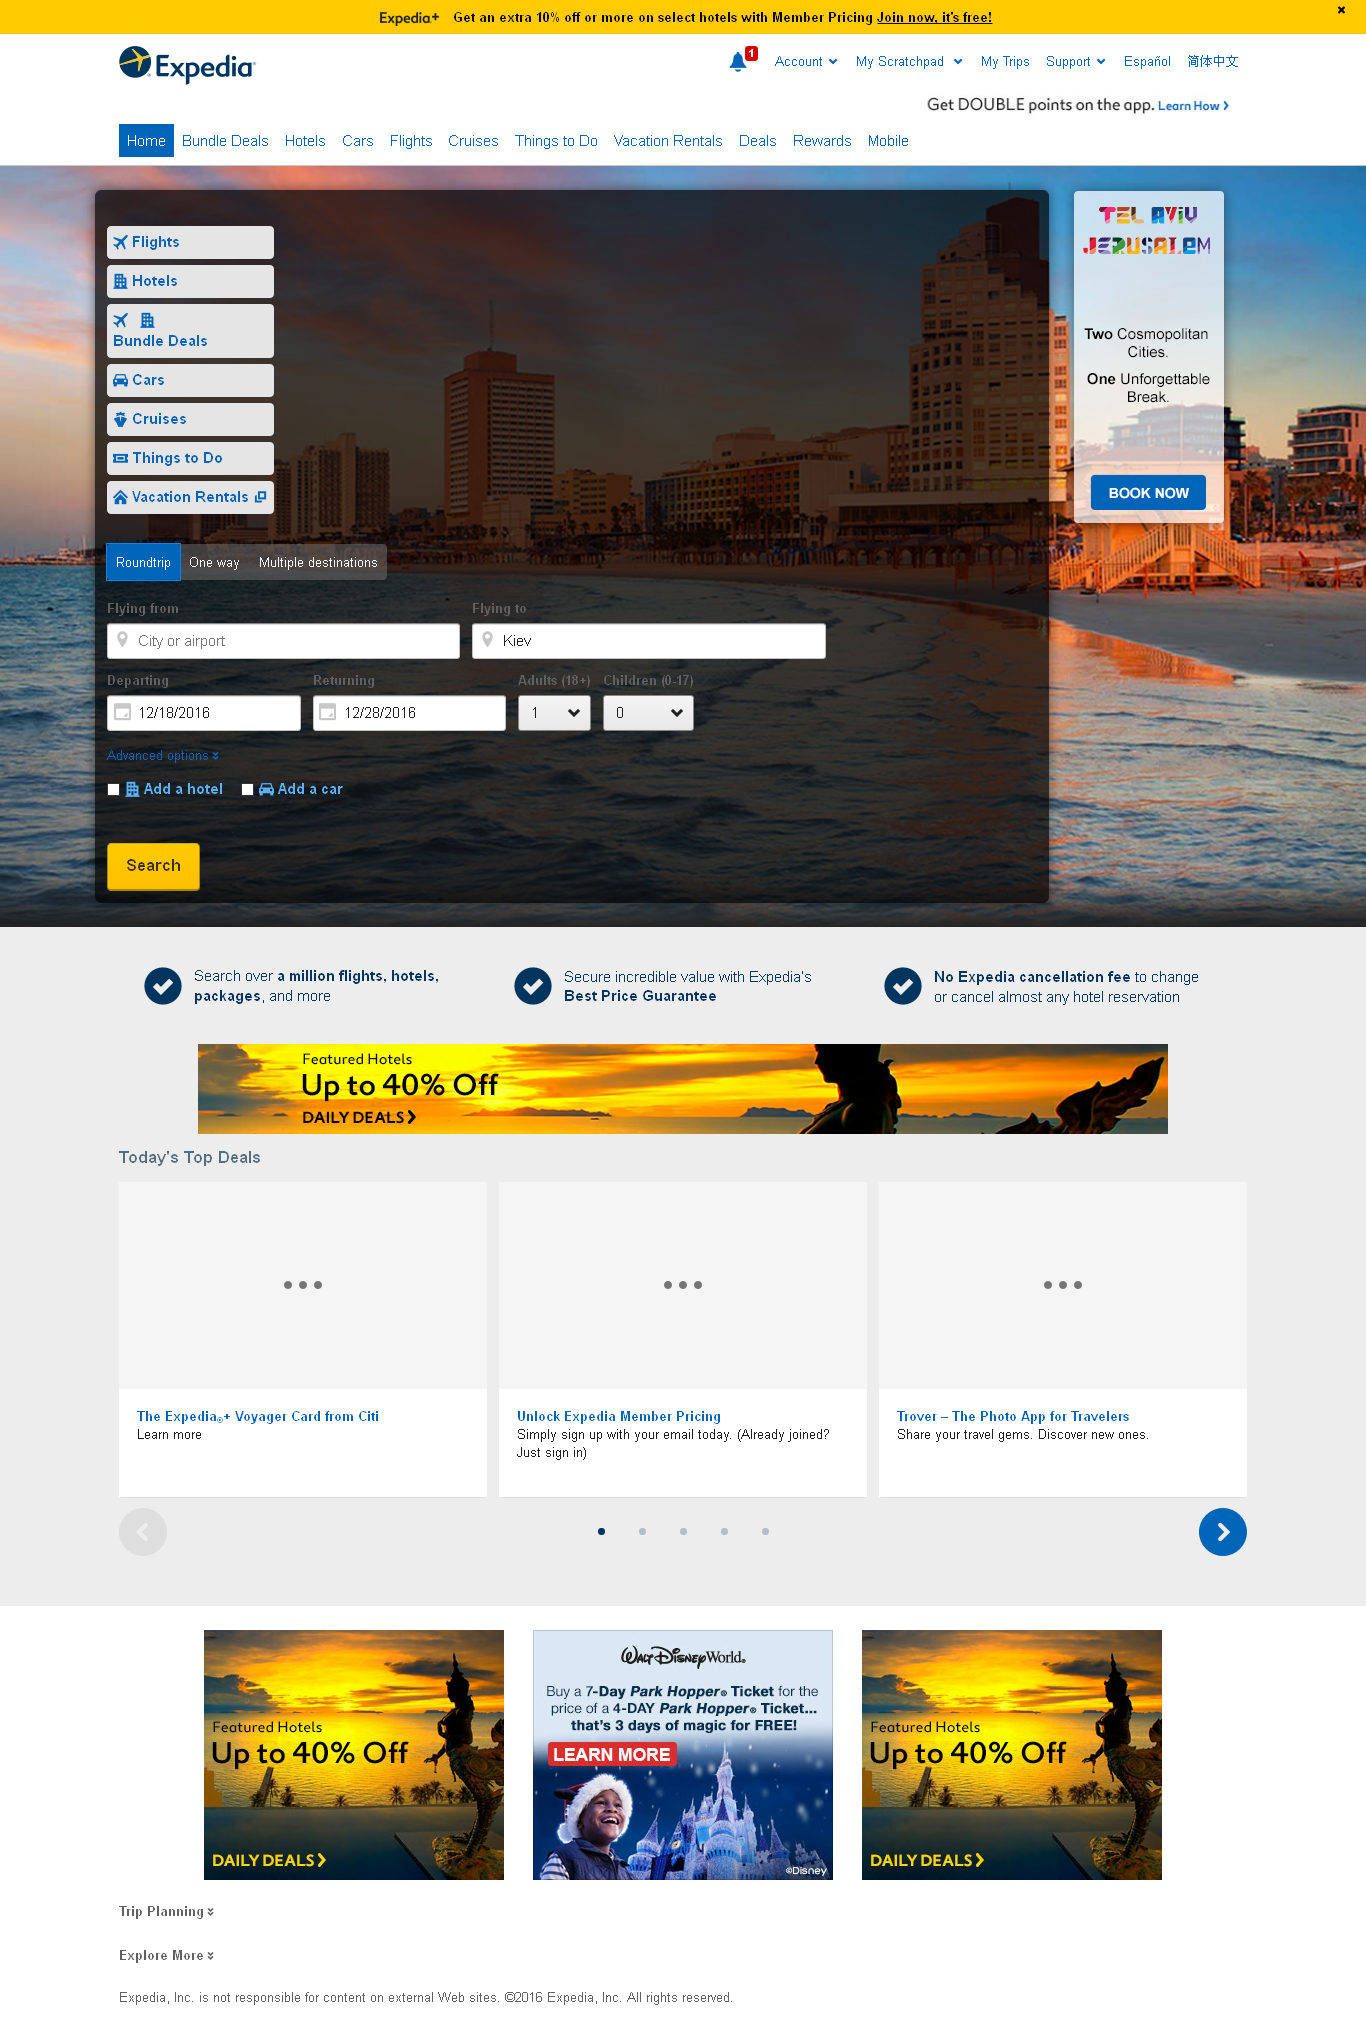 Expedia+ Get an extra 10% off or more on select hotels with Member Pricing Join now, it's free!
Expedia
1
Account
My Scratchpad
My Trips
Support
Español
简体中文
Get DOUBLE points on the app. Learn How
Home Bundle Deals Hotels Cars Flights Cruises Things to Do Vacation Rentals Deals Rewards Mobile
Flights
Hotels
Bundle Deals
Cars
Cruises
Things to Do
Vacation Rentals
TEL AVIV
JERUSALEM
Two Cosmopolitan
Cities.
One Unforgettable
Break.
BOOK NOW
Roundtrip One way Multiple destinations
Flying from
Flying to
City or airport
Kiev
Departing
Returning
Adults (18+)
Children (0-17)
12/18/2016
12/28/2016
1
0
Advanced options
Add a hotel
Add a car
Search
Search over a million flights, hotels,
packages, and more
Secure incredible value with Expedia's
Best Price Guarantee
No Expedia cancellation fee to change
or cancel almost any hotel reservation
Featured Hotels
Up to 40% Off
DAILY DEALS
Today's Top Deals
The Expedia®+ Voyager Card from Citi
Learn more
Unlock Expedia Member Pricing
Simply sign up with your email today. (Already joined?
Just sign in)
Trover – The Photo App for Travelers
Share your travel gems. Discover new ones.
Featured Hotels
Up to 40% Off
DAILY DEALS
Walt Disney World®
Buy a 7-Day Park Hopper® Ticket for the
price of a 4-DAY Park Hopper® Ticket...
that's 3 days of magic for FREE!
LEARN MORE
©Disney
Featured Hotels
Up to 40% Off
DAILY DEALS
Trip Planning
Explore More
Expedia, Inc. is not responsible for content on external Web sites. ©2016 Expedia, Inc. All rights reserved.